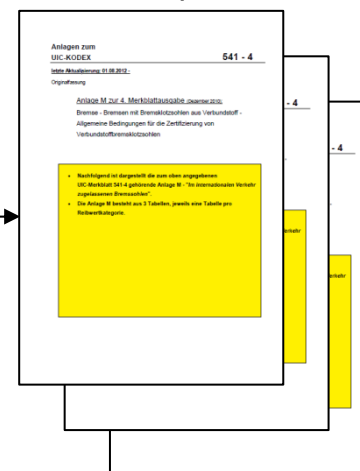 Anlagen zum
UIC-KODEX 541 - 4
letzte Aktualisierung: 01.08.2012 -
Originalfassung
Anlage M zur 4. Merkblattausgabe (Dezember 2010):
Bremse - Bremsen mit Bremsklotzsohlen aus Verbundstoff -
Allgemeine Bedingungen für die Zertifizierung von
Verbundstoffbremsklotzsohlen
• Nachfolgend ist dargestellt die zum oben angegebenen
UIC-Merkblatt 541-4 gehörende Anlage M - "Im internationalen Verkehr
zugelassenen Bremssohlen".
• Die Anlage M besteht aus 3 Tabellen, jeweils eine Tabelle pro
Reibwertkategorie.
- 4
erkehr
- 4
erkehr